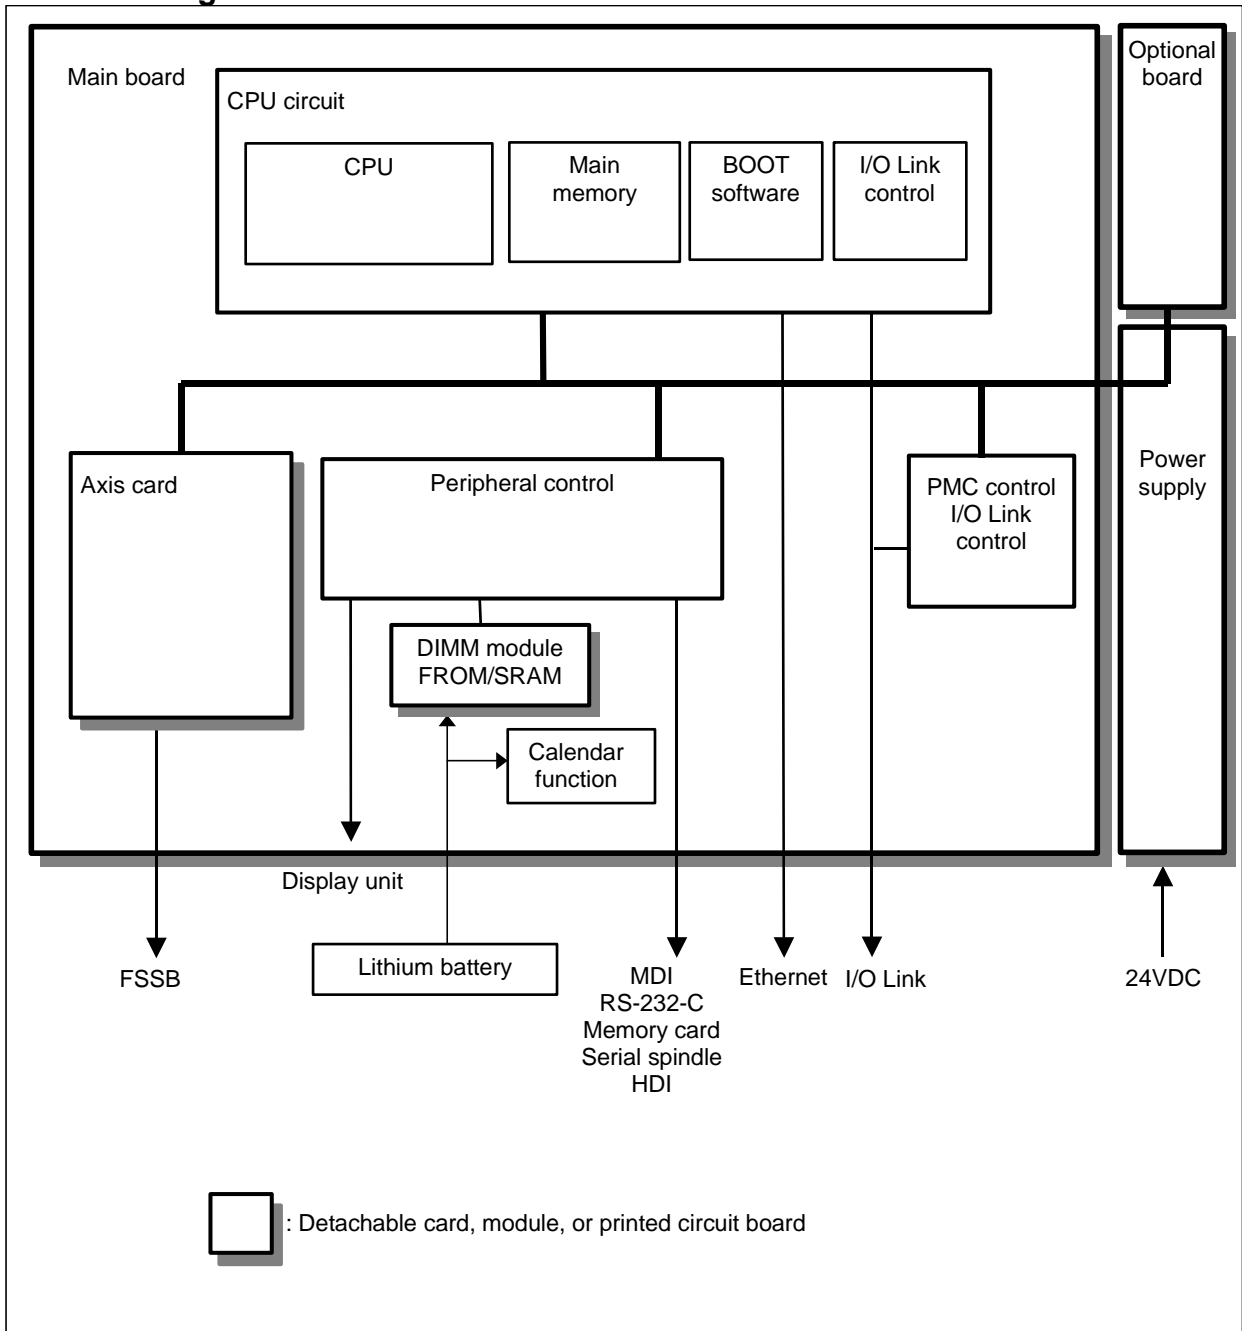 Main board
CPU circuit
CPU
Main
memory
BOOT
software
I/O Link
control
Optional
board
Axis card
Peripheral control
PMC control
I/O Link
control
Power
supply
DIMM module
FROM/SRAM
Calendar
function
Display unit
Lithium battery
FSSB
MDI
RS-232-C
Memory card
Serial spindle
HDI
Ethernet
I/O Link
24VDC
: Detachable card, module, or printed circuit board